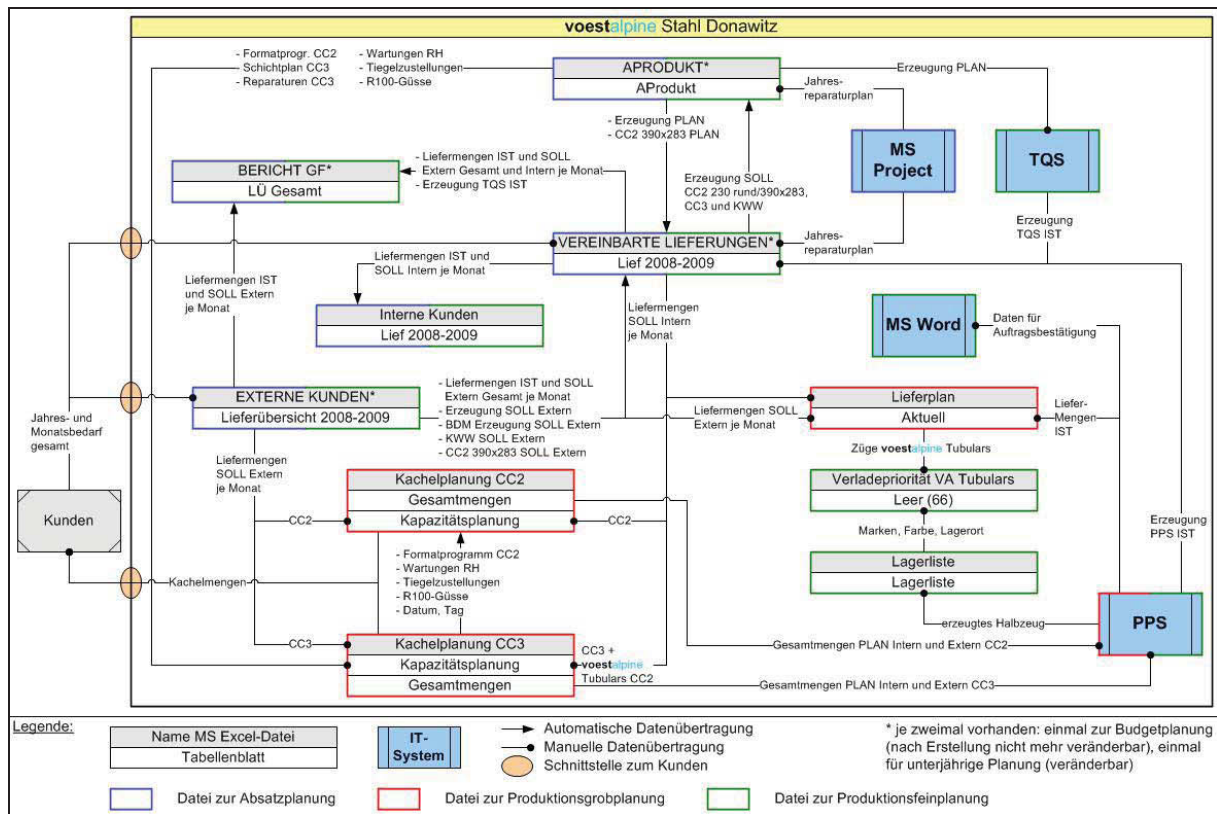 voestalpine Stahl Donawitz
- Formatprogr. CC2
- Schichtplan CC3
- Reparaturen CC3
- Wartungen RH
- Tiegelzustellungen
- R100-Güsse
APRODUKT*
AProdukt
Erzeugung PLAN
Jahres-
reparaturplan
- Erzeugung PLAN
- CC2 390x283 PLAN
MS
Project
TQS
BERICHT GF*
LÜ Gesamt
- Liefermengen IST und SOLL
Extern Gesamt und Intern je Monat
- Erzeugung TQS IST
Erzeugung SOLL
CC2 230 rund/390x283,
CC3 und KWW
Erzeugung
TQS IST
VEREINBARTE LIEFERUNGEN*
Lief 2008-2009
Jahres-
reparaturplan
Liefermengen IST und
SOLL Intern je Monat
Liefermengen IST
und SOLL Extern
je Monat
Interne Kunden
Lief 2008-2009
Liefermengen
SOLL Intern
je Monat
MS Word
Daten für
Auftragsbestätigung
EXTERNE KUNDEN*
Lieferübersicht 2008-2009
- Liefermengen IST und SOLL
Extern Gesamt je Monat
- Erzeugung SOLL Extern
- BDM Erzeugung SOLL Extern
- KWW SOLL Extern
- CC2 390x283 SOLL Extern
Liefermengen SOLL
Extern je Monat
Lieferplan
Aktuell
Liefer-
Mengen
IST
Jahres- und
Monatsbedarf
gesamt
Liefermengen
SOLL Extern
je Monat
Züge voestalpine Tubulars
Kachelplanung CC2
Gesamtmengen
Kapazitätsplanung
Verladepriorität VA Tubulars
Leer (66)
Kunden
CC2
CC2
Marken, Farbe, Lagerort
Erzeugung
PPS IST
Kachelmengen
- Formatprogramm CC2
- Wartungen RH
- Tiegelzustellungen
- R100-Güsse
- Datum, Tag
Lagerliste
Lagerliste
erzeugtes Halbzeug
PPS
CC3
Kachelplanung CC3
Kapazitätsplanung
Gesamtmengen
CC3 +
voestalpine
Tubulars CC2
Gesamtmengen PLAN Intern und Extern CC2
Gesamtmengen PLAN Intern und Extern CC3
Legende:
Name MS Excel-Datei
Tabellenblatt
IT-
System
Automatische Datenübertragung
Manuelle Datenübertragung
Schnittstelle zum Kunden
* je zweimal vorhanden: einmal zur Budgetplanung
(nach Erstellung nicht mehr veränderbar), einmal
für unterjährige Planung (veränderbar)
Datei zur Absatzplanung
Datei zur Produktionsgrobplanung
Datei zur Produktionsfeinplanung